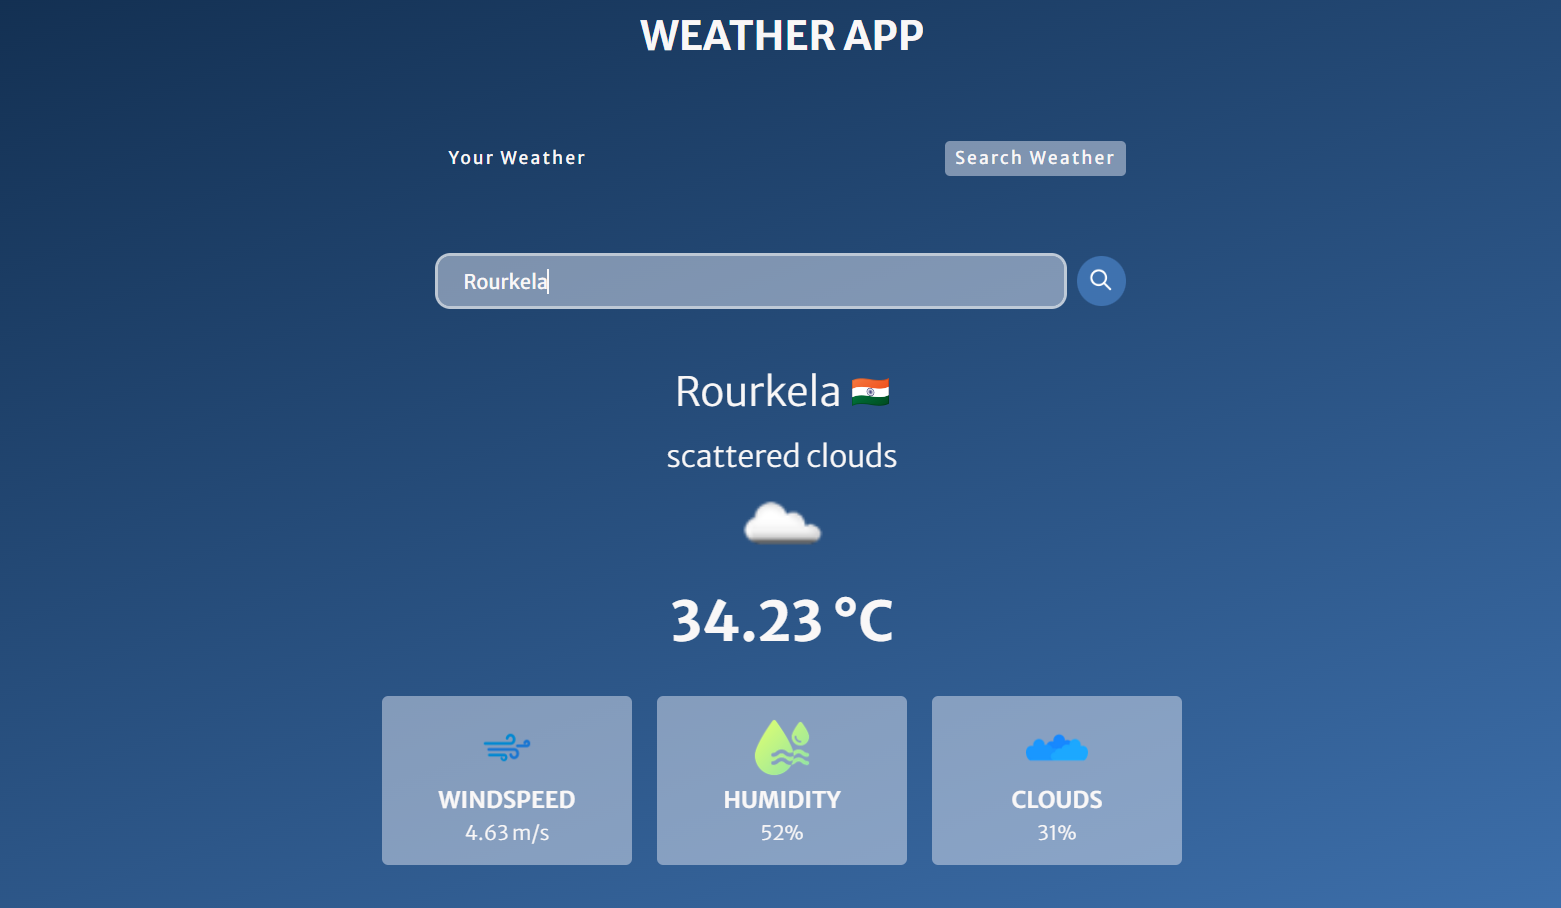 WEATHER APP
Your Weather
Search Weather
Rourkela
Rourkela
scattered clouds
34.23 °C
WINDSPEED
4.63 m/s
HUMIDITY
52%
CLOUDS
31%